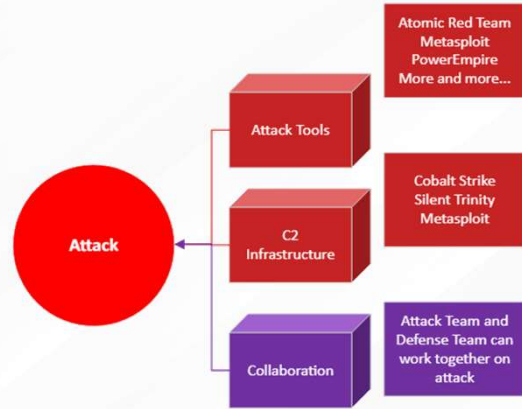 Atomic Red Team
Metasploit
PowerEmpire
More and more...
Attack Tools
Cobalt Strike
Silent Trinity
Metasploit
C2
Infrastructure
Attack
Attack Team and
Defense Team can
work together on
attack
Collaboration